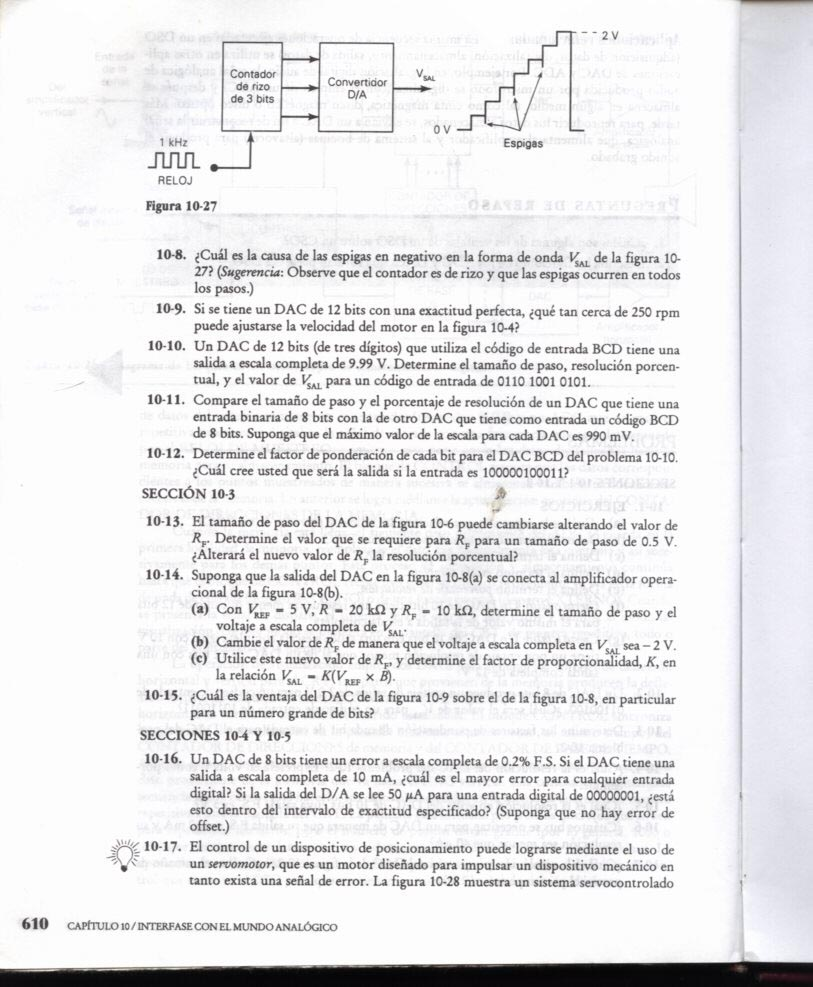 2 V
Contador
de rizo
de 3 bits
Convertidor
D/A
V_SAL
0 V
Espigas
1 kHz
RELOJ
Figura 10-27
10-8. ¿Cuál es la causa de las espigas en negativo en la forma de onda V_SAL de la figura 10-
27? (Sugerencia: Observe que el contador es de rizo y que las espigas ocurren en todos
los pasos.)
10-9. Si se tiene un DAC de 12 bits con una exactitud perfecta, ¿qué tan cerca de 250 rpm
puede ajustarse la velocidad del motor en la figura 10-4?
10-10. Un DAC de 12 bits (de tres dígitos) que utiliza el código de entrada BCD tiene una
salida a escala completa de 9.99 V. Determine el tamaño de paso, resolución porcen-
tual, y el valor de V_SAL para un código de entrada de 0110 1001 0101.
10-11. Compare el tamaño de paso y el porcentaje de resolución de un DAC que tiene una
entrada binaria de 8 bits con la de otro DAC que tiene como entrada un código BCD
de 8 bits. Suponga que el máximo valor de la escala para cada DAC es 990 mV.
10-12. Determine el factor de ponderación de cada bit para el DAC BCD del problema 10-10.
¿Cuál cree usted que será la salida si la entrada es 100000100011?
SECCIÓN 10-3
10-13. El tamaño de paso del DAC de la figura 10-6 puede cambiarse alterando el valor de
R_F. Determine el valor que se requiere para R_F para un tamaño de paso de 0.5 V.
¿Alterará el nuevo valor de R_F la resolución porcentual?
10-14. Suponga que la salida del DAC en la figura 10-8(a) se conecta al amplificador opera-
cional de la figura 10-8(b).
(a) Con V_REF = 5 V, R = 20 kΩ y R_F = 10 kΩ, determine el tamaño de paso y el
voltaje a escala completa de V_SAL.
(b) Cambie el valor de R_F de manera que el voltaje a escala completa en V_SAL sea – 2 V.
(c) Utilice este nuevo valor de R_F, y determine el factor de proporcionalidad, K, en
la relación V_SAL = K(V_REF × B).
10-15. ¿Cuál es la ventaja del DAC de la figura 10-9 sobre el de la figura 10-8, en particular
para un número grande de bits?
SECCIONES 10-4 Y 10-5
10-16. Un DAC de 8 bits tiene un error a escala completa de 0.2% F.S. Si el DAC tiene una
salida a escala completa de 10 mA, ¿cuál es el mayor error para cualquier entrada
digital? Si la salida del D/A se lee 50 μA para una entrada digital de 00000001, ¿está
esto dentro del intervalo de exactitud especificado? (Suponga que no hay error de
offset.)
10-17. El control de un dispositivo de posicionamiento puede lograrse mediante el uso de
un servomotor, que es un motor diseñado para impulsar un dispositivo mecánico en
tanto exista una señal de error. La figura 10-28 muestra un sistema servocontrolado
610 CAPÍTULO 10 / INTERFASE CON EL MUNDO ANALÓGICO